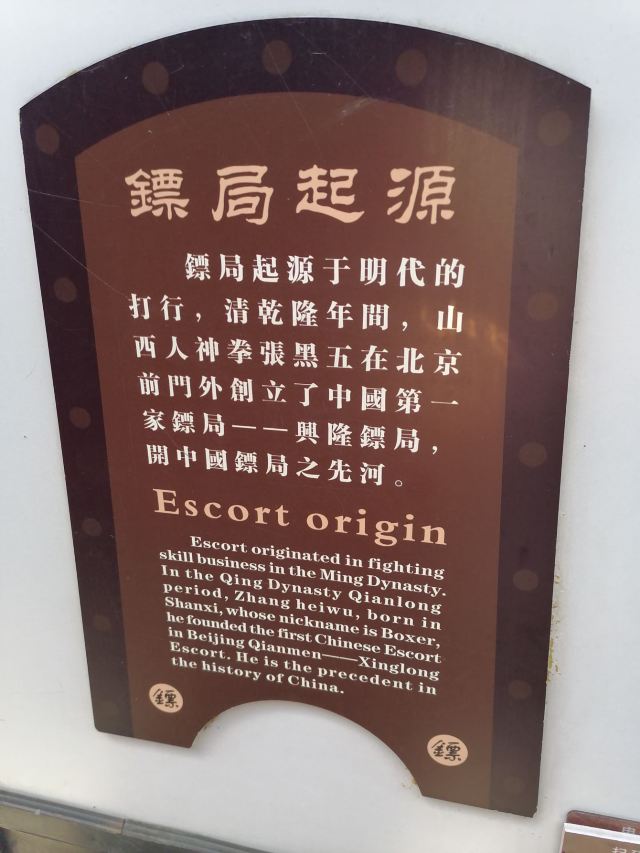 鏢局起源
鏢局起源于明代的
打行，清乾隆年間，山
西人神拳張黑五在北京
前門外創立了中國第一
家鏢局——興隆鏢局，
開中國鏢局之先河。
Escort origin
Escort originated in fighting
skill business in the Ming Dynasty.
In the Qing Dynasty Qianlong
period, Zhang heiwu, born in
Shanxi, whose nickname is Boxer,
he founded the first Chinese Escort
in Beijing Qianmen——Xinglong
Escort. He is the precedent in
the history of China.
鏢
鏢